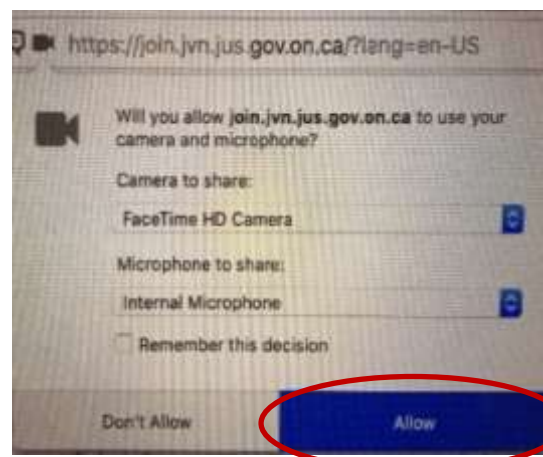 https://join.jvn.jus.gov.on.ca/?lang=en-US
Will you allow join.jvn.jus.gov.on.ca to use your
camera and microphone?
Camera to share:
FaceTime HD Camera
Microphone to share:
Internal Microphone
Remember this decision
Don't Allow
Allow